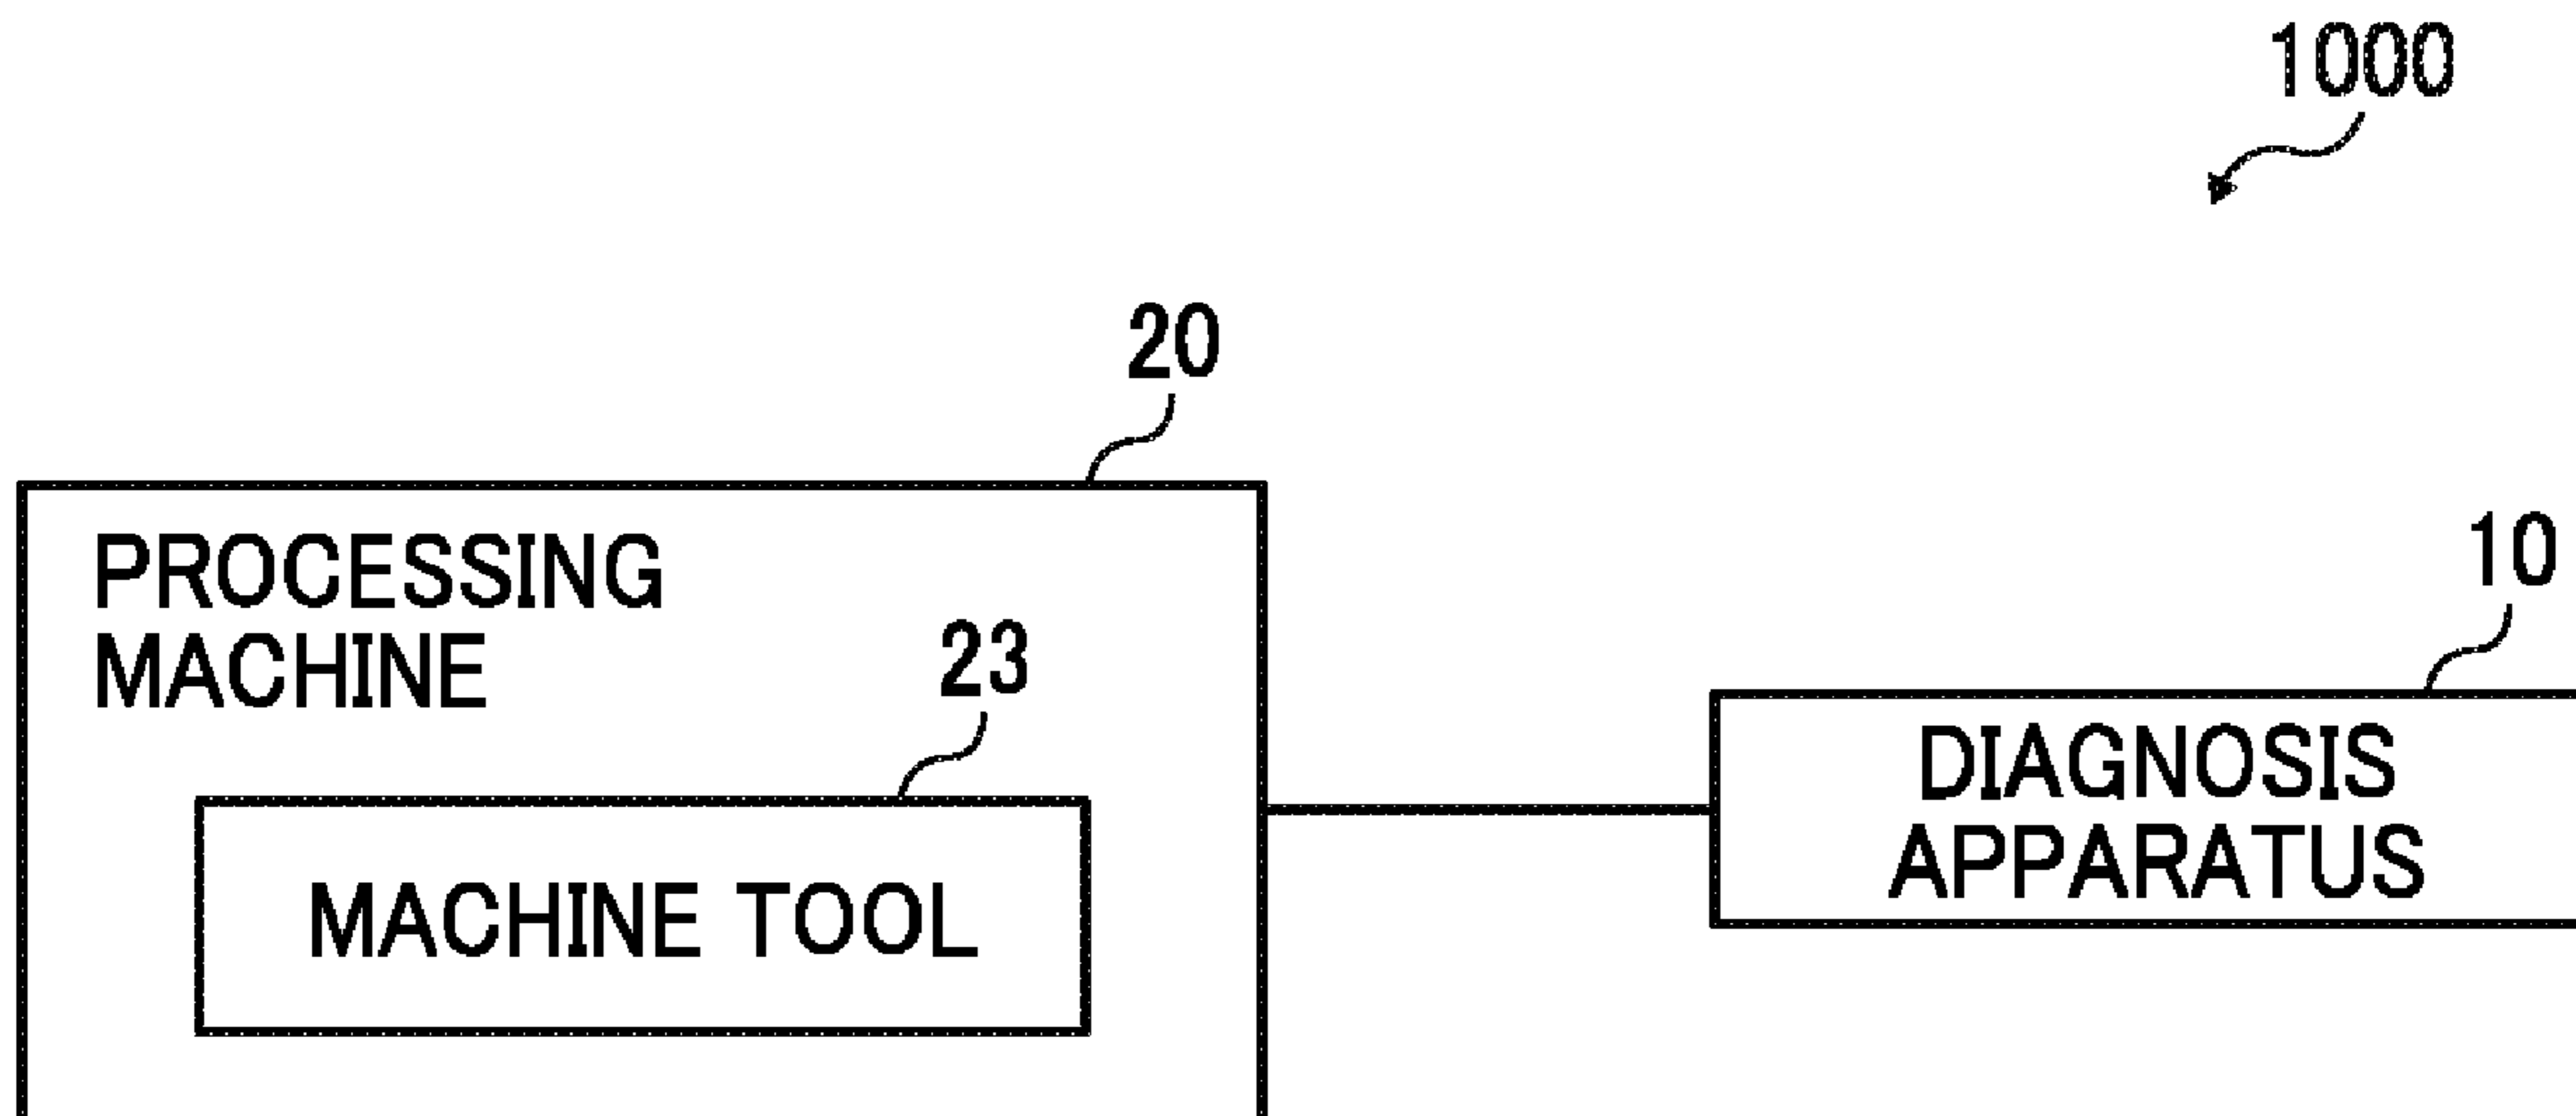 1000
20
PROCESSING
MACHINE
23
MACHINE TOOL
10
DIAGNOSIS
APPARATUS